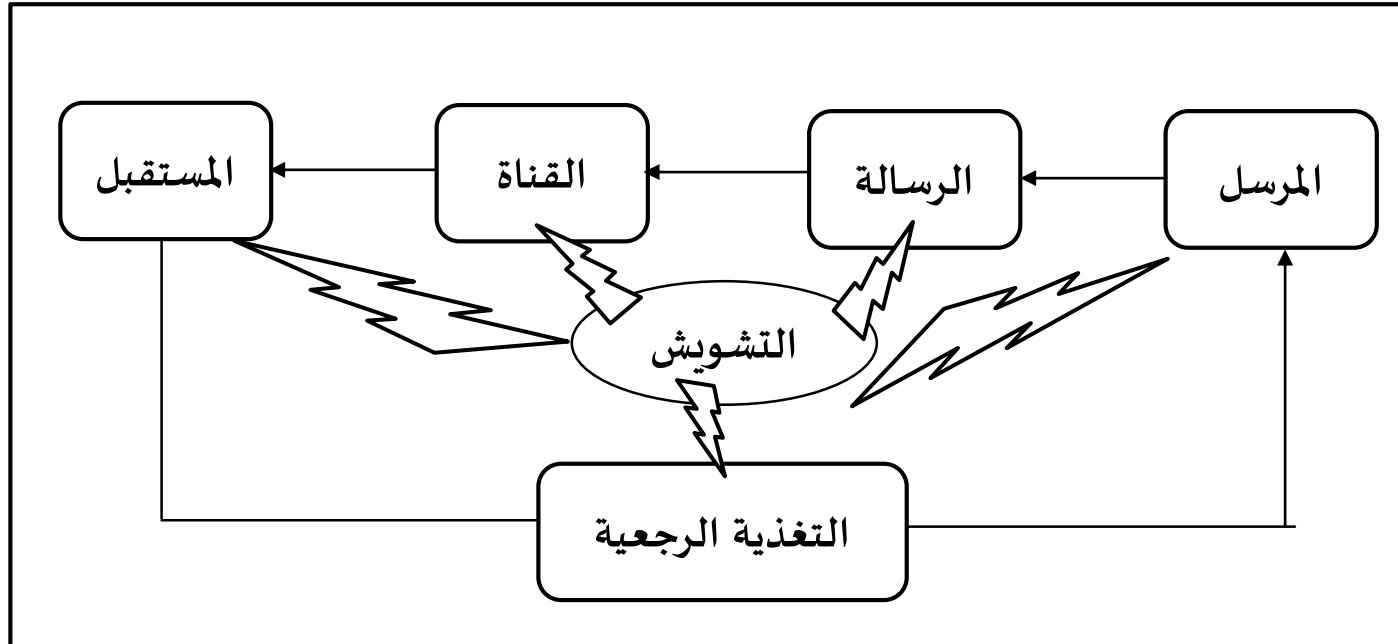 المرسل
الرسالة
القناة
المستقبل
التشويش
التغذية الرجعية